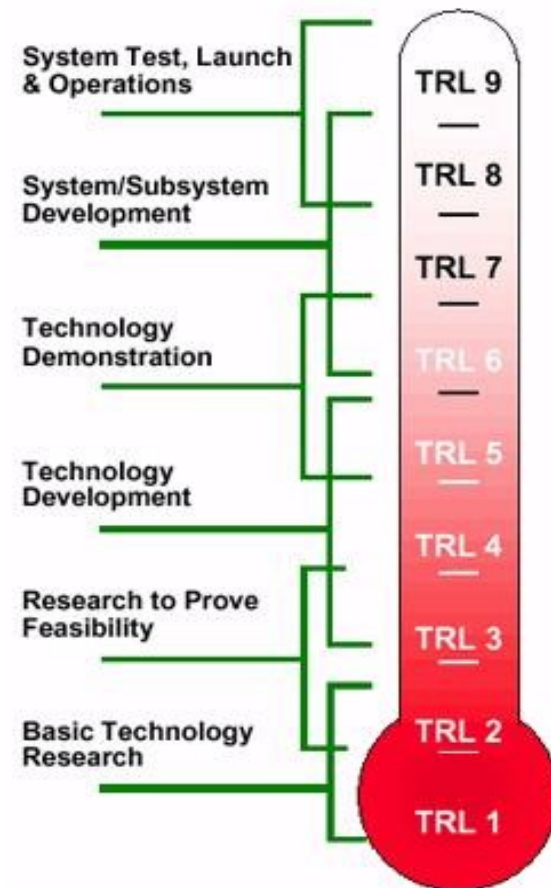 System Test, Launch
& Operations
System/Subsystem
Development
Technology
Demonstration
Technology
Development
Research to Prove
Feasibility
Basic Technology
Research
TRL 9
TRL 8
TRL 7
TRL 6
TRL 5
TRL 4
TRL 3
TRL 2
TRL 1